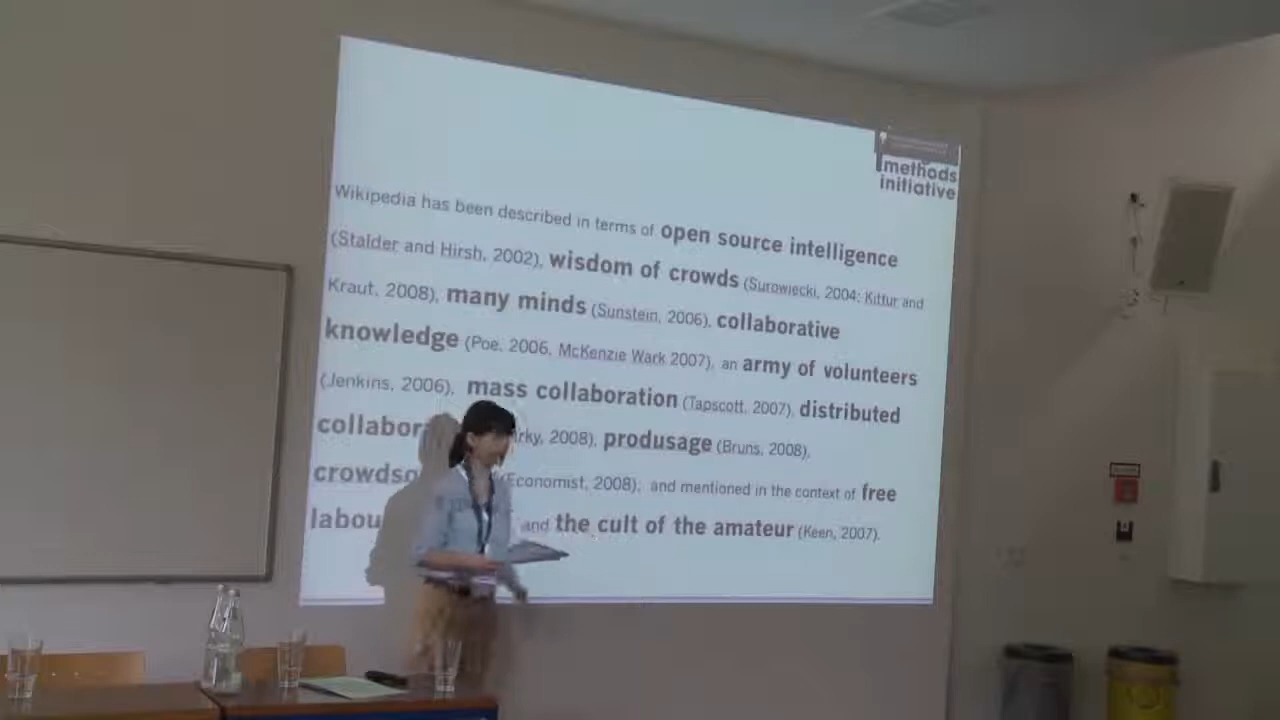 methods
initiative
Wikipedia has been described in terms of open source intelligence
(Stalder and Hirsh, 2002), wisdom of crowds (Surowiecki, 2004; Kittur and
Kraut, 2008), many minds (Sunstein, 2006), collaborative
knowledge (Poe, 2006, McKenzie Wark 2007), an army of volunteers
(Jenkins, 2006), mass collaboration (Tapscott, 2007), distributed
collabor rky, 2008), produsage (Bruns, 2008),
crowdso (Economist, 2008), and mentioned in the context of free
labou and the cult of the amateur (Keen, 2007).